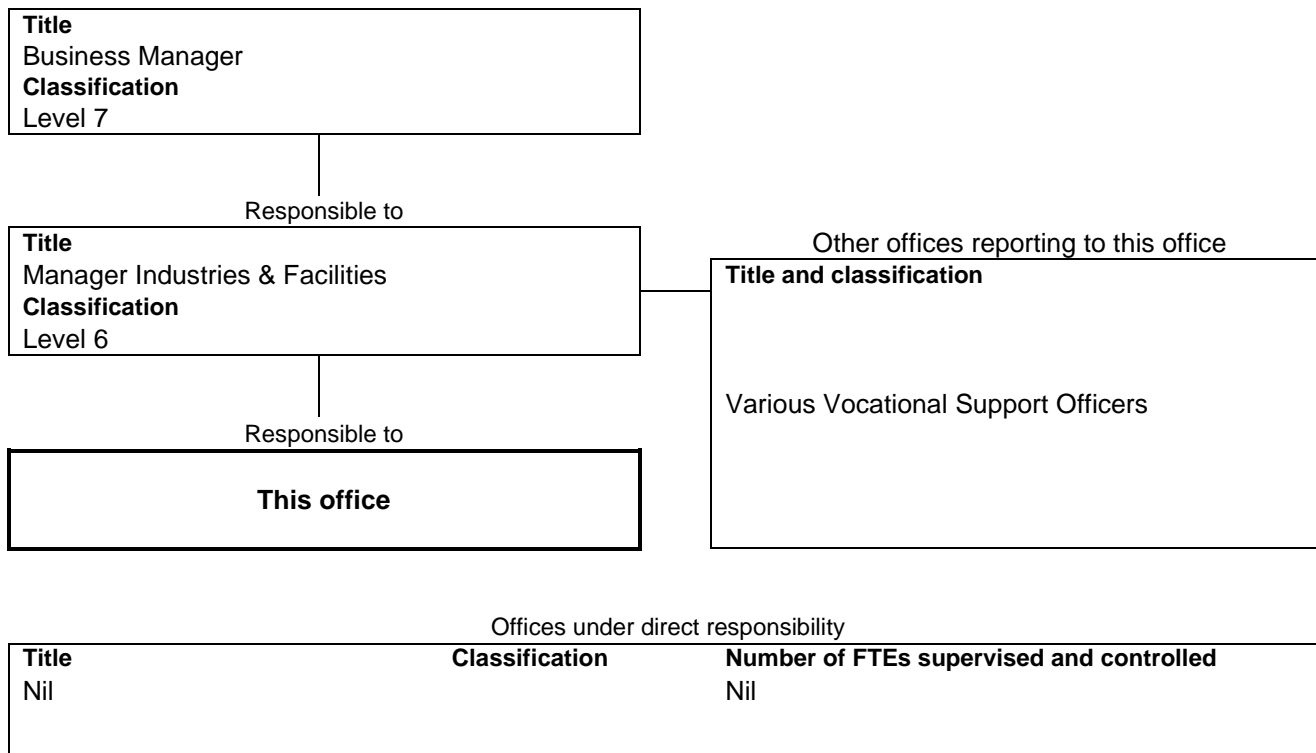 Title
Business Manager
Classification
Level 7
Responsible to
Title
Manager Industries & Facilities
Classification
Level 6
Other offices reporting to this office
Title and classification
Various Vocational Support Officers
Responsible to
This office
Offices under direct responsibility
Title Classification Number of FTEs supervised and controlled
Nil Nil